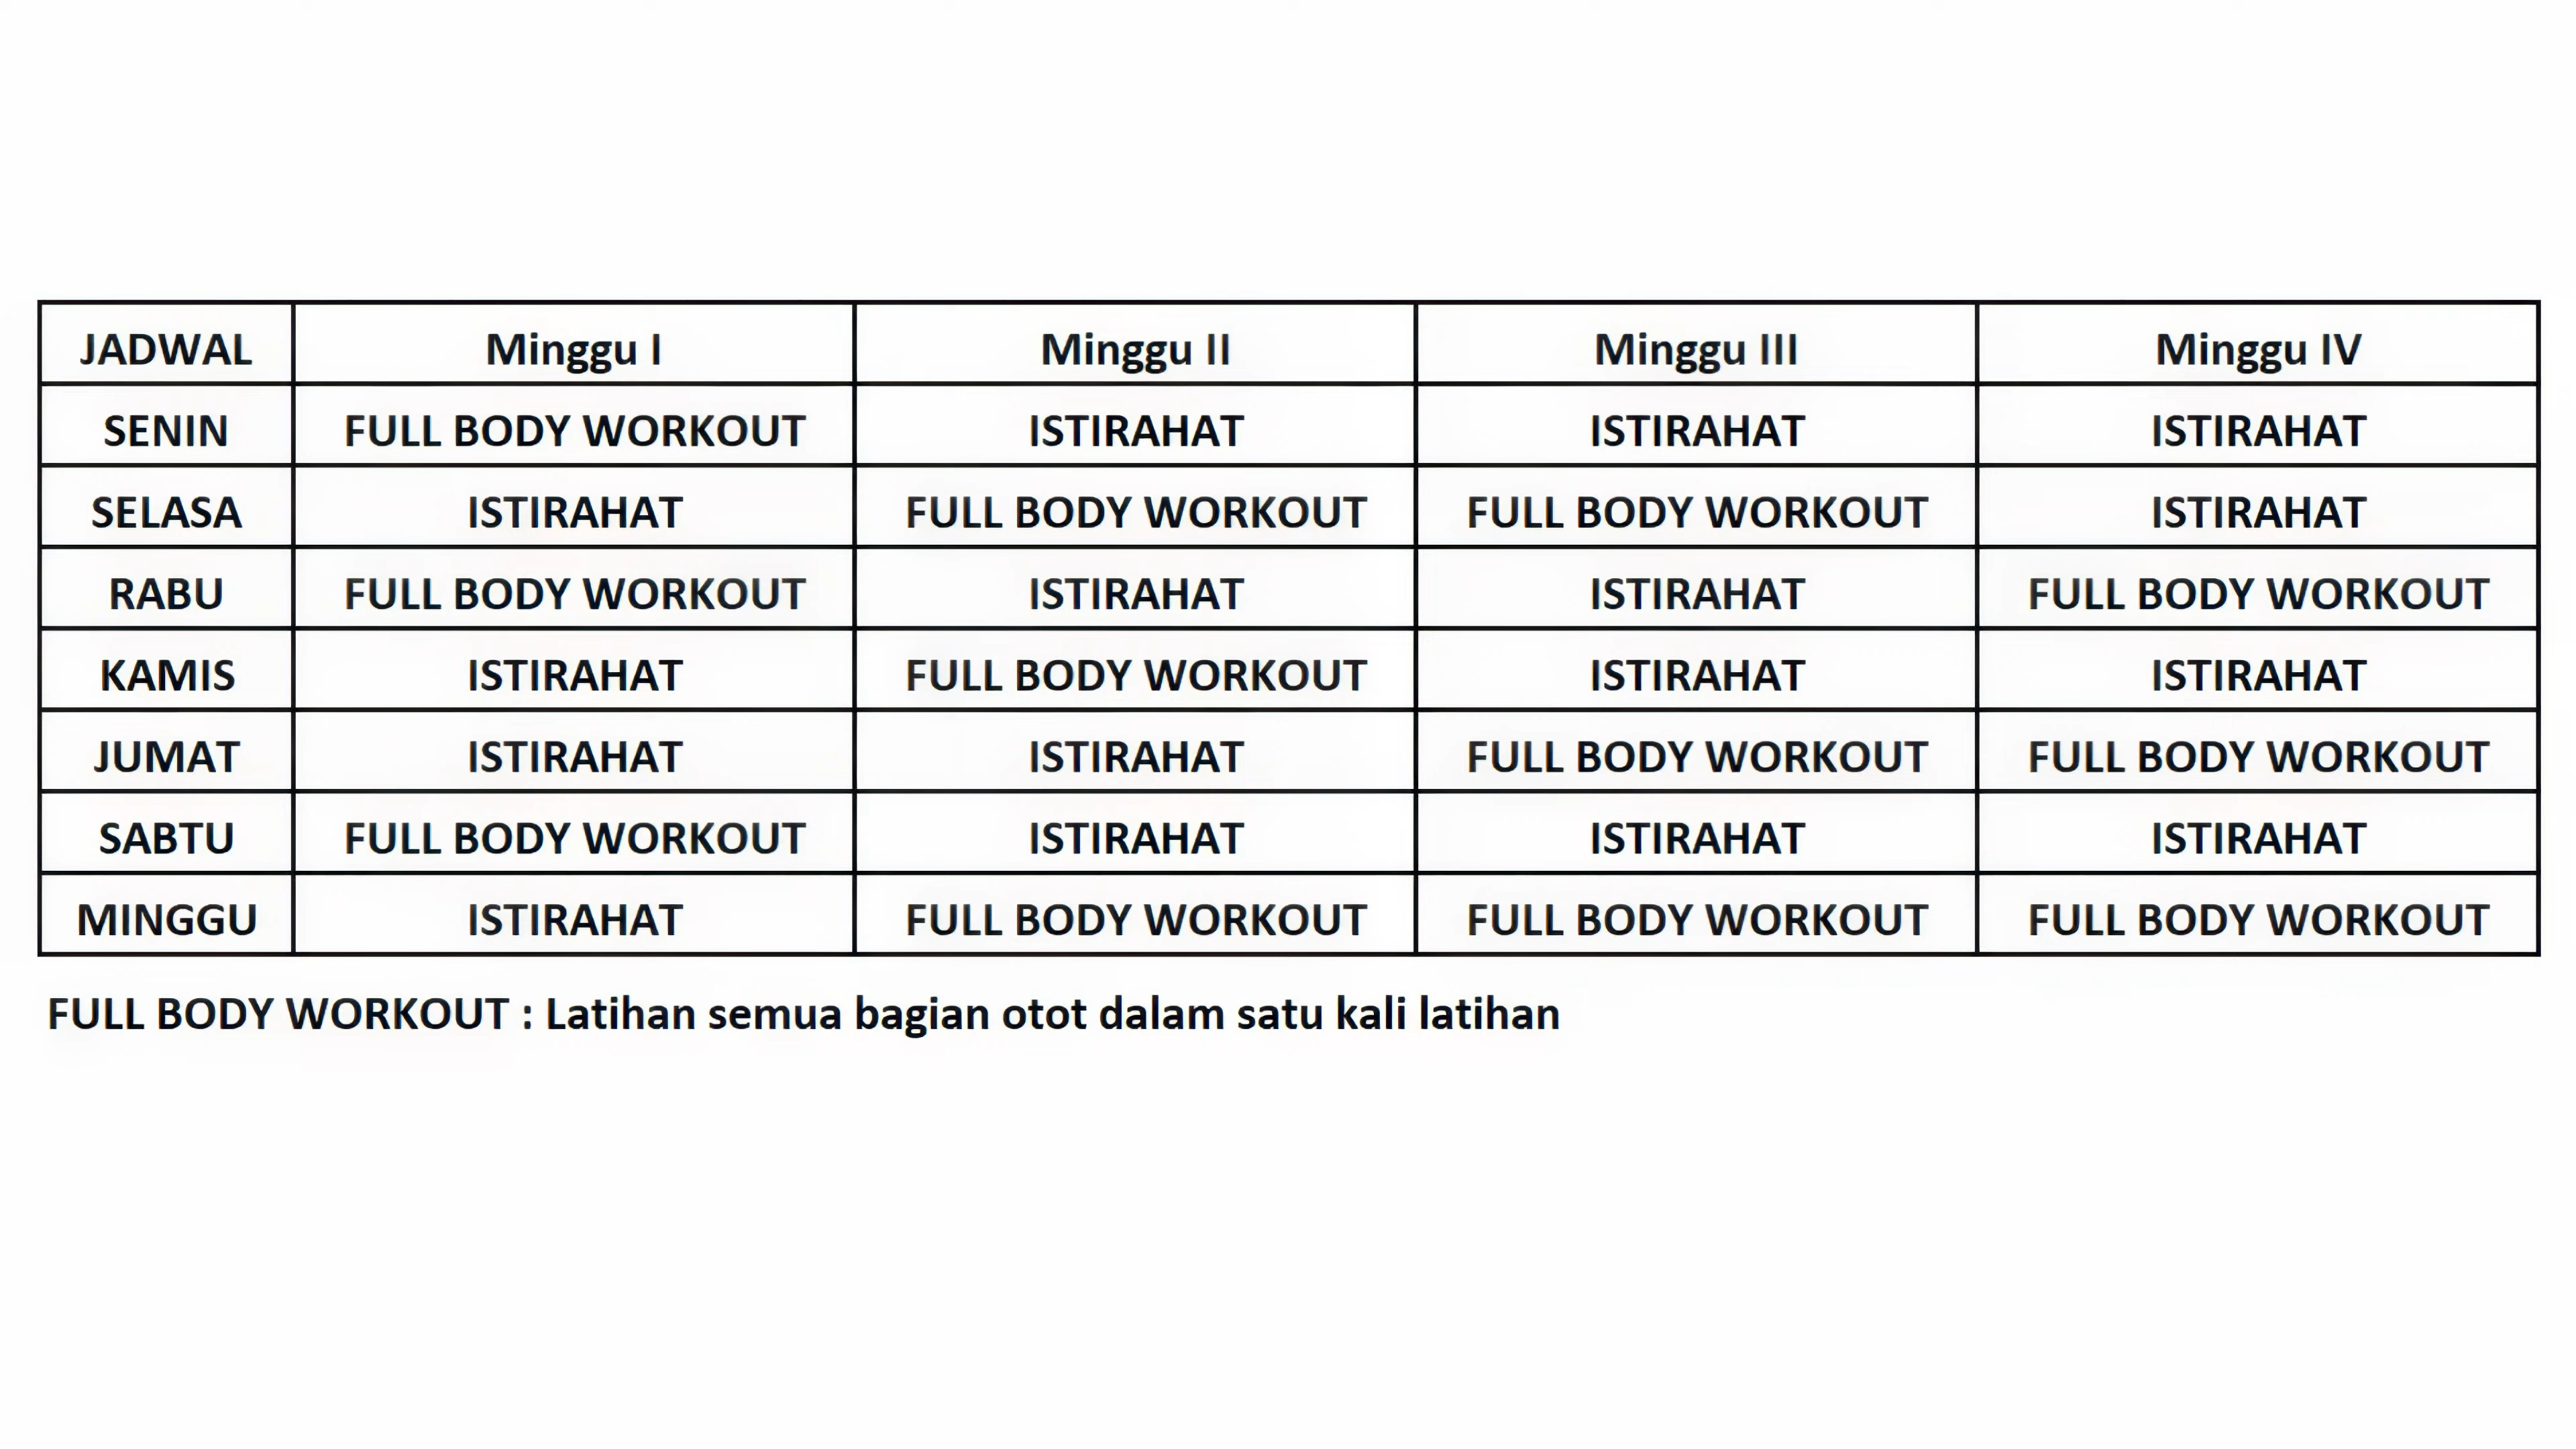 JADWAL Minggu I Minggu II Minggu III Minggu IV
SENIN FULL BODY WORKOUT ISTIRAHAT ISTIRAHAT ISTIRAHAT
SELASA ISTIRAHAT FULL BODY WORKOUT FULL BODY WORKOUT ISTIRAHAT
RABU FULL BODY WORKOUT ISTIRAHAT ISTIRAHAT FULL BODY WORKOUT
KAMIS ISTIRAHAT FULL BODY WORKOUT ISTIRAHAT ISTIRAHAT
JUMAT ISTIRAHAT ISTIRAHAT FULL BODY WORKOUT FULL BODY WORKOUT
SABTU FULL BODY WORKOUT ISTIRAHAT ISTIRAHAT ISTIRAHAT
MINGGU ISTIRAHAT FULL BODY WORKOUT FULL BODY WORKOUT FULL BODY WORKOUT
FULL BODY WORKOUT : Latihan semua bagian otot dalam satu kali latihan